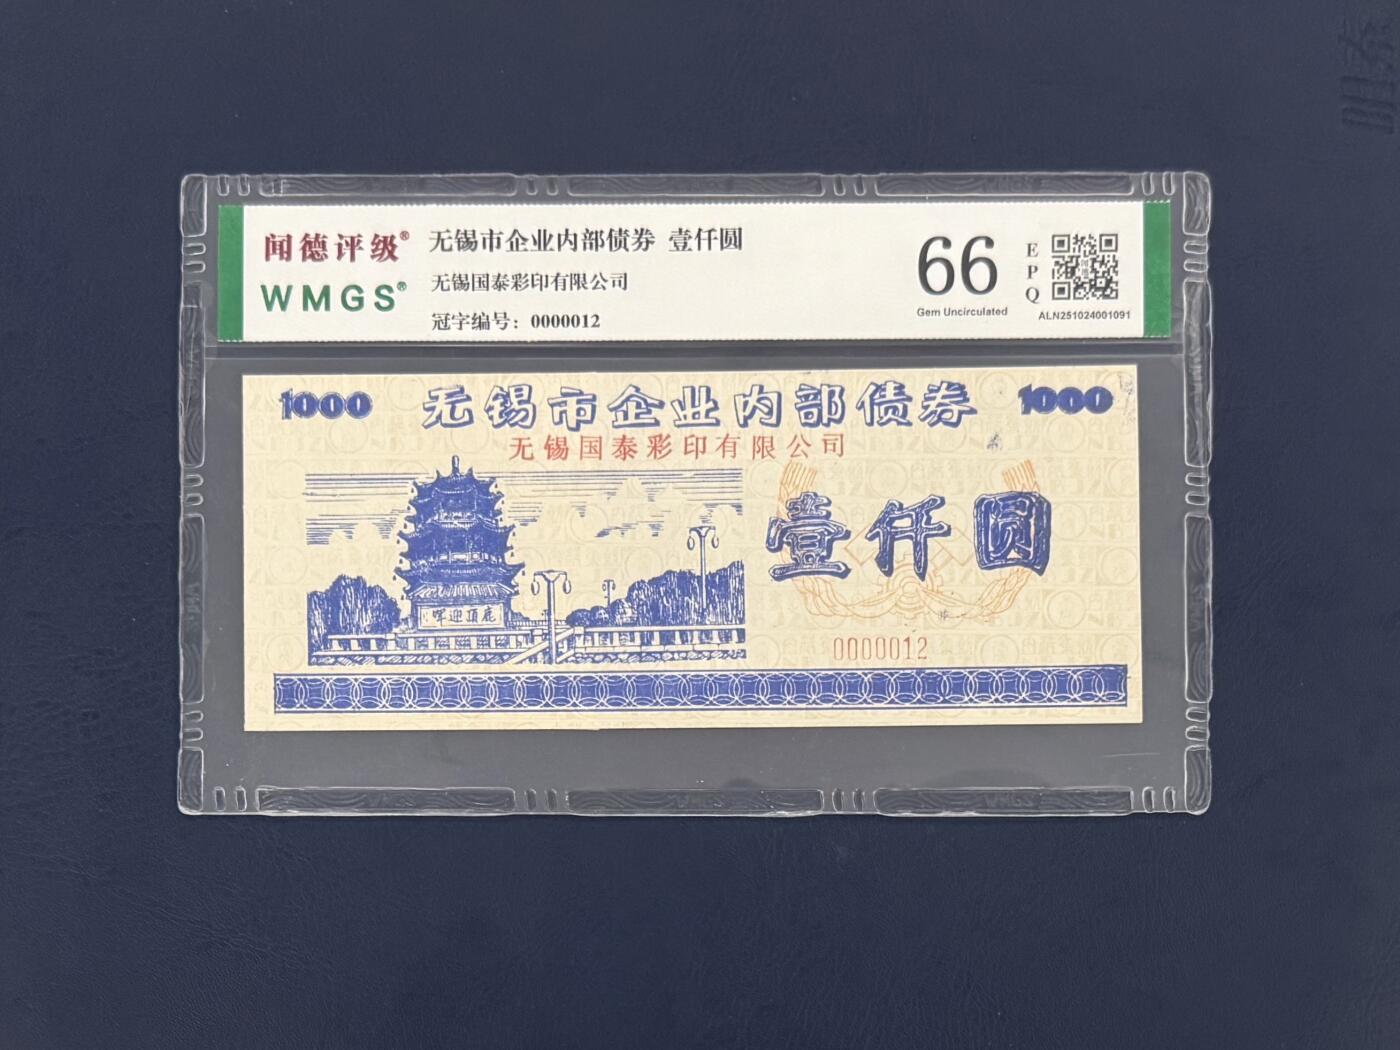 闻德评级®
WMGS®
无锡市企业内部债券 壹仟圆
无锡国泰彩印有限公司
冠字编号：0000012
66
Gem Uncirculated
EPQ
ALN251024001091
1000 无锡市企业内部债券 1000
无锡国泰彩印有限公司
壹仟圆
0000012